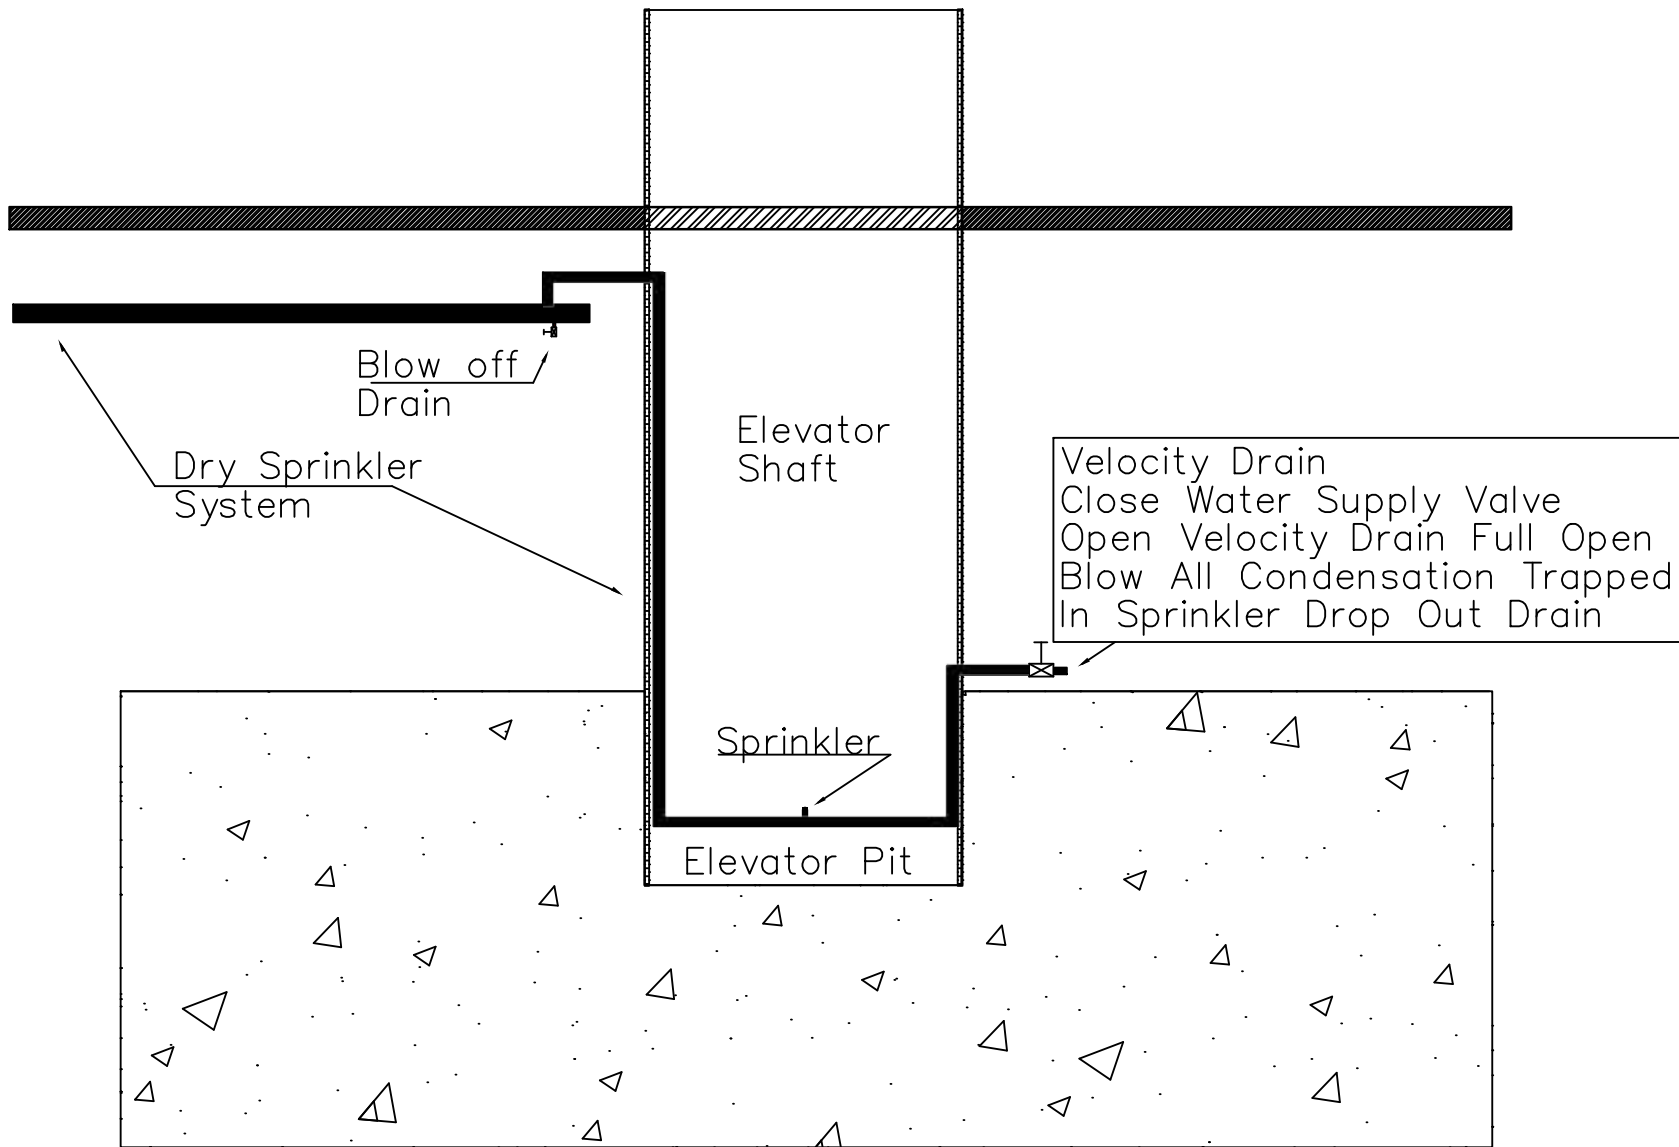 Blow off
Drain
Elevator
Shaft
Dry Sprinkler
System
Velocity Drain
Close Water Supply Valve
Open Velocity Drain Full Open
Blow All Condensation Trapped
In Sprinkler Drop Out Drain
Sprinkler
Elevator Pit